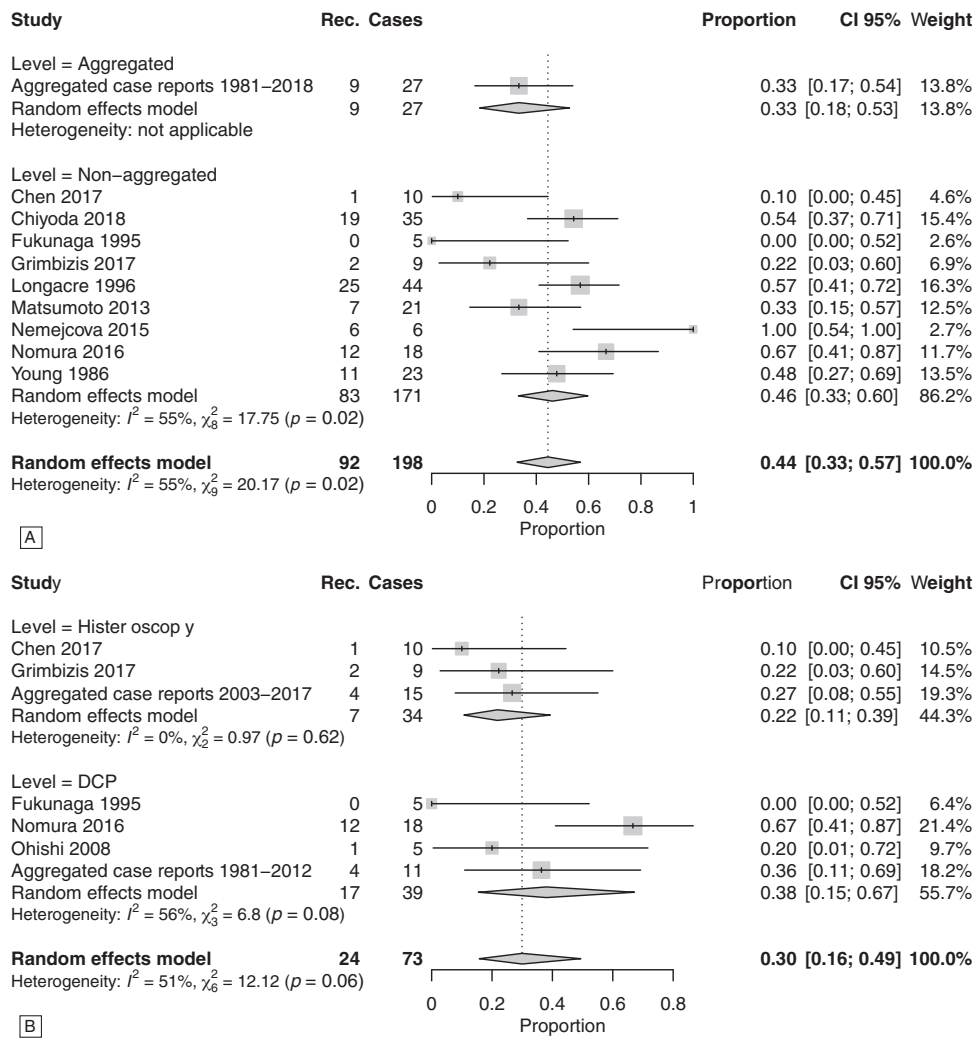 Study Rec. Cases Proportion CI 95% Weight
Level = Aggregated
Aggregated case reports 1981−2018 9 27 0.33 [0.17; 0.54] 13.8%
Random effects model 9 27 0.33 [0.18; 0.53] 13.8%
Heterogeneity: not applicable
Level = Non−aggregated
Chen 2017 1 10 0.10 [0.00; 0.45] 4.6%
Chiyoda 2018 19 35 0.54 [0.37; 0.71] 15.4%
Fukunaga 1995 0 5 0.00 [0.00; 0.52] 2.6%
Grimbizis 2017 2 9 0.22 [0.03; 0.60] 6.9%
Longacre 1996 25 44 0.57 [0.41; 0.72] 16.3%
Matsumoto 2013 7 21 0.33 [0.15; 0.57] 12.5%
Nemejcova 2015 6 6 1.00 [0.54; 1.00] 2.7%
Nomura 2016 12 18 0.67 [0.41; 0.87] 11.7%
Young 1986 11 23 0.48 [0.27; 0.69] 13.5%
Random effects model 83 171 0.46 [0.33; 0.60] 86.2%
Heterogeneity: I² = 55%, χ²₈ = 17.75 (p = 0.02)
Random effects model 92 198 0.44 [0.33; 0.57] 100.0%
Heterogeneity: I² = 55%, χ²₉ = 20.17 (p = 0.02)
0 0.2 0.4 0.6 0.8 1
Proportion
A
Study Rec. Cases Proportion CI 95% Weight
Level = Hister oscop y
Chen 2017 1 10 0.10 [0.00; 0.45] 10.5%
Grimbizis 2017 2 9 0.22 [0.03; 0.60] 14.5%
Aggregated case reports 2003−2017 4 15 0.27 [0.08; 0.55] 19.3%
Random effects model 7 34 0.22 [0.11; 0.39] 44.3%
Heterogeneity: I² = 0%, χ²₂ = 0.97 (p = 0.62)
Level = DCP
Fukunaga 1995 0 5 0.00 [0.00; 0.52] 6.4%
Nomura 2016 12 18 0.67 [0.41; 0.87] 21.4%
Ohishi 2008 1 5 0.20 [0.01; 0.72] 9.7%
Aggregated case reports 1981−2012 4 11 0.36 [0.11; 0.69] 18.2%
Random effects model 17 39 0.38 [0.15; 0.67] 55.7%
Heterogeneity: I² = 56%, χ²₃ = 6.8 (p = 0.08)
Random effects model 24 73 0.30 [0.16; 0.49] 100.0%
Heterogeneity: I² = 51%, χ²₆ = 12.12 (p = 0.06)
0 0.2 0.4 0.6 0.8
Proportion
B